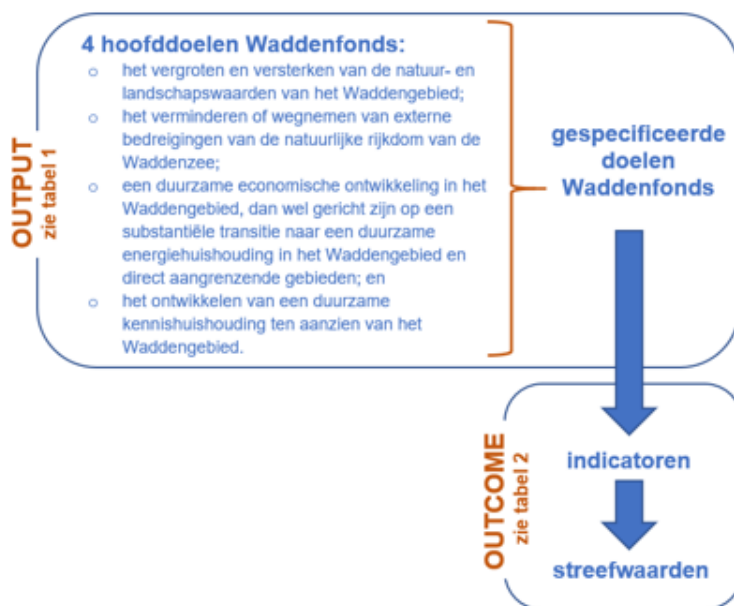 4 hoofddoelen Waddenfonds:
o het vergroten en versterken van de natuur- en
landschapswaarden van het Waddengebied;
o het verminderen of wegnemen van externe
bedreigingen van de natuurlijke rijkdom van de
Waddenzee;
o een duurzame economische ontwikkeling in het
Waddengebied, dan wel gericht zijn op een
substantiële transitie naar een duurzame
energiehuishouding in het Waddengebied en
direct aangrenzende gebieden; en
o het ontwikkelen van een duurzame
kennishuishouding ten aanzien van het
Waddengebied.
OUTPUT
zie tabel 1
gespecificeerde
doelen
Waddenfonds
OUTCOME
zie tabel 2
indicatoren
streefwaarden